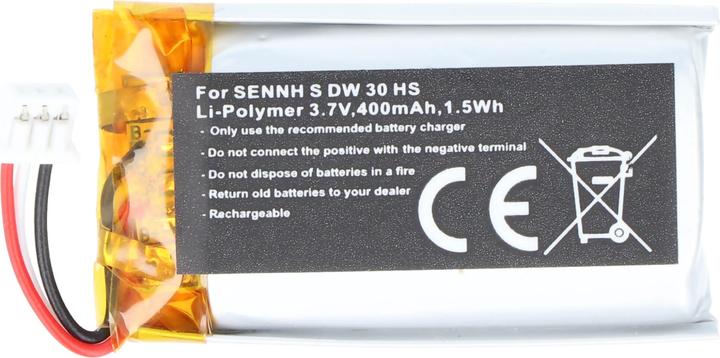 For SENNH S DW 30 HS
Li-Polymer 3.7V,400mAh,1.5Wh
- Only use the recommended battery charger
- Do not connect the positive with the negative terminal
- Do not dispose of batteries in a fire
- Return old batteries to your dealer
- Rechargeable
CE